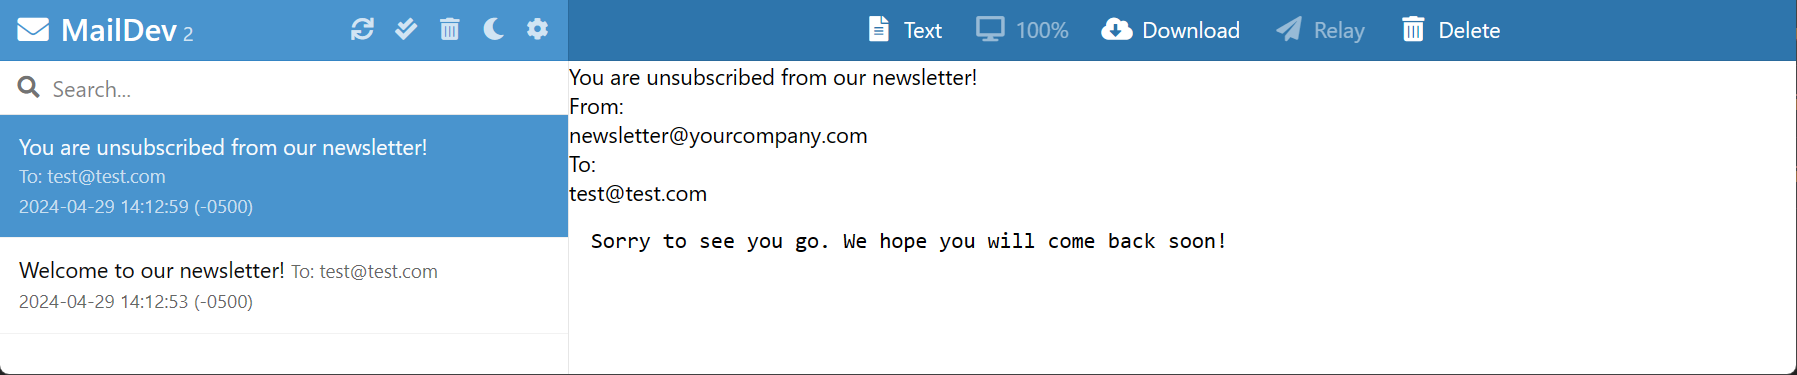 MailDev 2
Text 100% Download Relay Delete
Search...
You are unsubscribed from our newsletter!
To: test@test.com
2024-04-29 14:12:59 (-0500)
Welcome to our newsletter! To: test@test.com
2024-04-29 14:12:53 (-0500)
You are unsubscribed from our newsletter!
From:
newsletter@yourcompany.com
To:
test@test.com
Sorry to see you go. We hope you will come back soon!